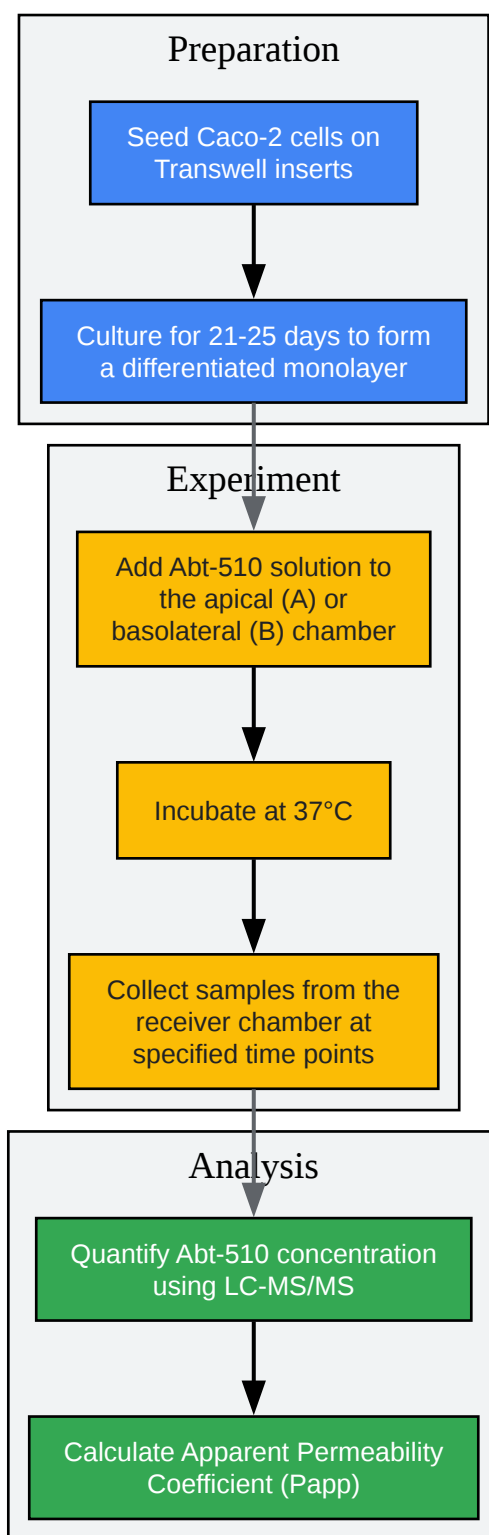 Preparation
Seed Caco-2 cells on
Transwell inserts
Culture for 21-25 days to form
a differentiated monolayer
Experiment
Add Abt-510 solution to
the apical (A) or
basolateral (B) chamber
Incubate at 37°C
Collect samples from the
receiver chamber at
specified time points
Analysis
Quantify Abt-510 concentration
using LC-MS/MS
Calculate Apparent Permeability
Coefficient (Papp)